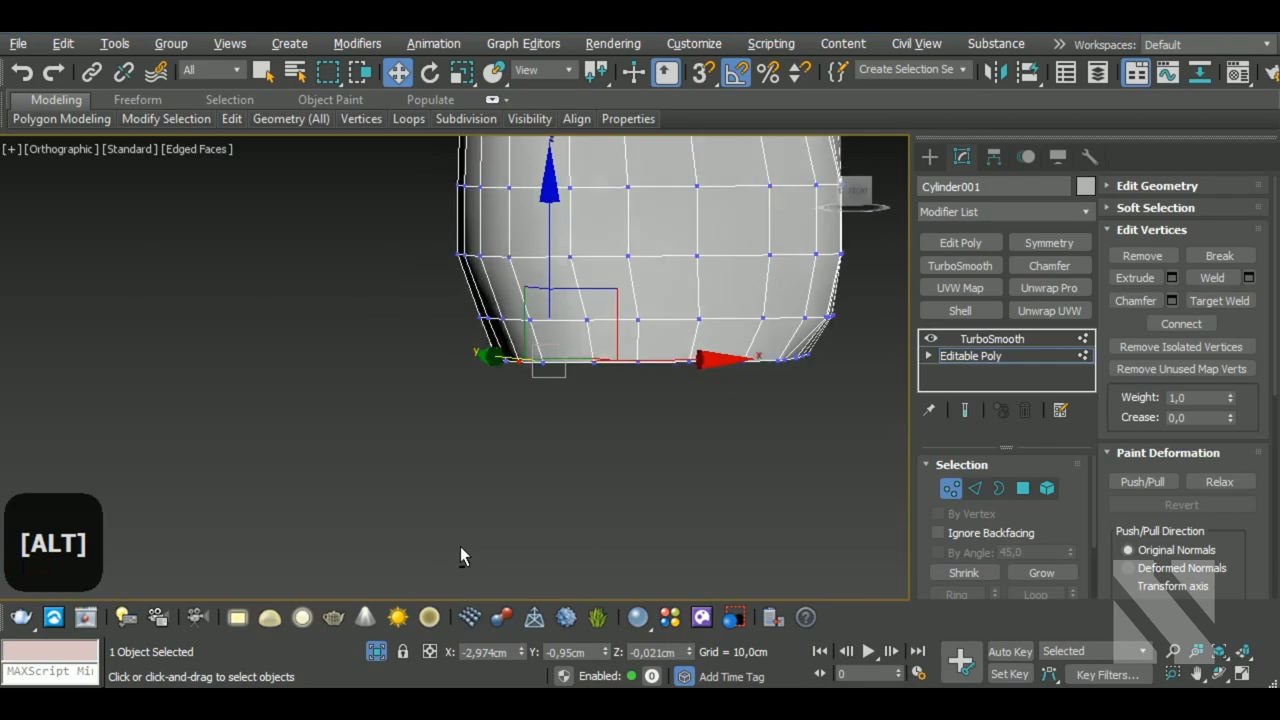 File Edit Tools Group Views Create Modifiers Animation Graph Editors Rendering Customize Scripting Content Civil View Substance Workspaces: Default
All View 3 Create Selection Se
Modeling Freeform Selection Object Paint Populate
Polygon Modeling Modify Selection Edit Geometry (All) Vertices Loops Subdivision Visibility Align Properties
[+] [Orthographic] [Standard] [Edged Faces]
z
y
x
[ALT]
Cylinder001
Modifier List
Edit Poly Symmetry
TurboSmooth Chamfer
UVW Map Unwrap Pro
Shell Unwrap UVW
TurboSmooth
Editable Poly
Selection
By Vertex
Ignore Backfacing
By Angle: 45,0
Shrink Grow
Ring Loop
Edit Geometry
Soft Selection
Edit Vertices
Remove Break
Extrude Weld
Chamfer Target Weld
Connect
Remove Isolated Vertices
Remove Unused Map Verts
Weight: 1,0
Crease: 0,0
Paint Deformation
Push/Pull Relax
Revert
Push/Pull Direction
Original Normals
Deformed Normals
Transform axis
MAXScript Mi
1 Object Selected
Click or click-and-drag to select objects
X: -2,974cm Y: -0,95cm Z: -0,021cm Grid = 10,0cm
Enabled: 0 Add Time Tag
0
Auto Key Selected
Set Key Key Filters...